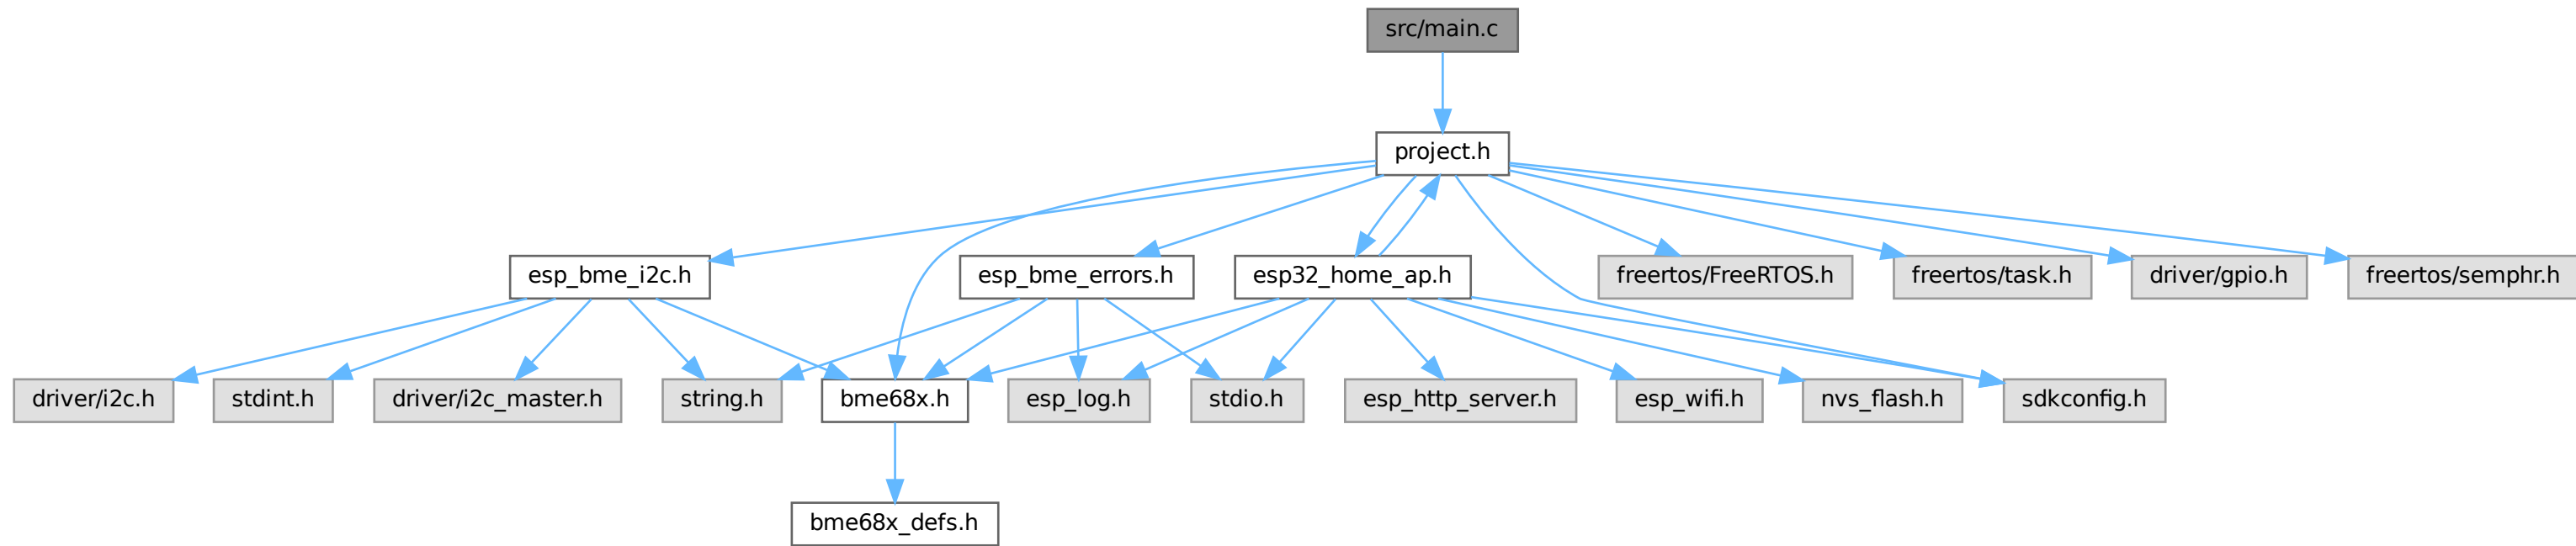 src/main.c
project.h
esp_bme_i2c.h
esp_bme_errors.h
esp32_home_ap.h
freertos/FreeRTOS.h
freertos/task.h
driver/gpio.h
freertos/semphr.h
driver/i2c.h
stdint.h
driver/i2c_master.h
string.h
bme68x.h
esp_log.h
stdio.h
esp_http_server.h
esp_wifi.h
nvs_flash.h
sdkconfig.h
bme68x_defs.h